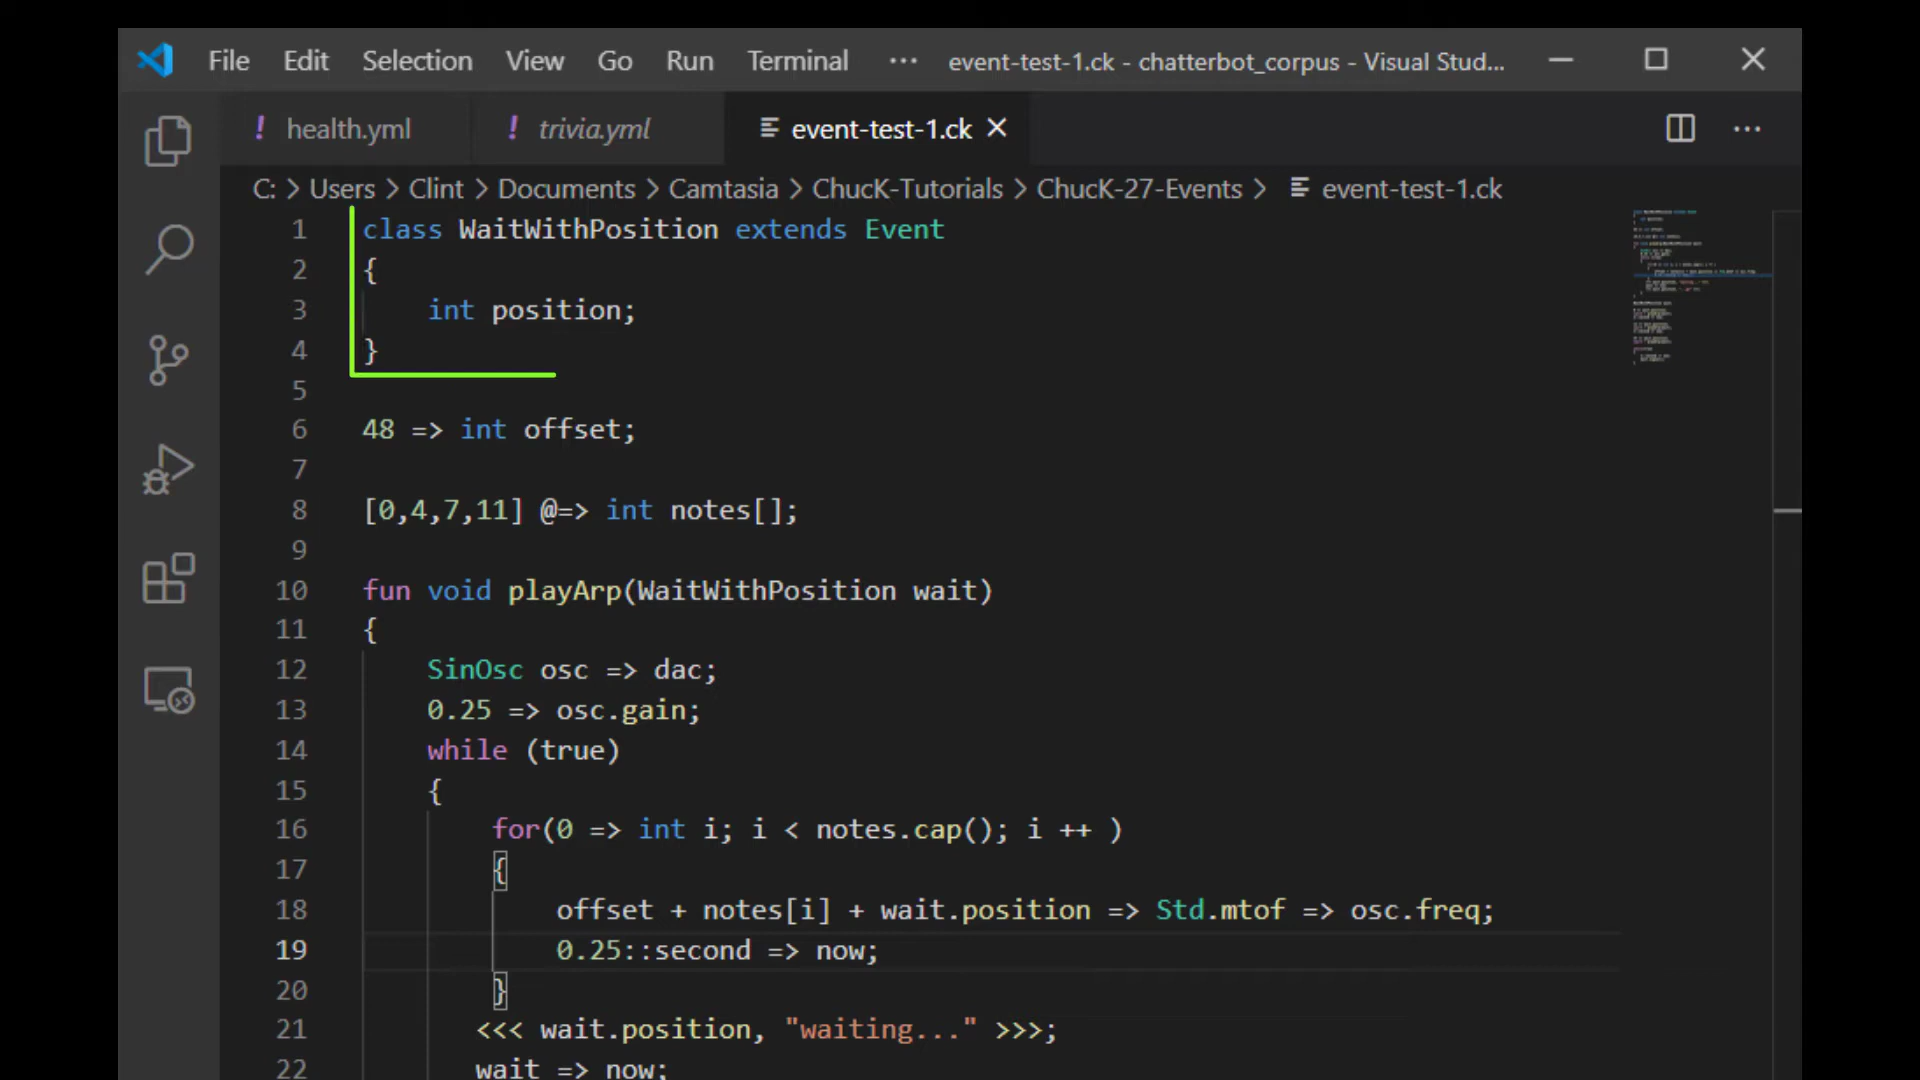 File Edit Selection View Go Run Terminal ··· event-test-1.ck - chatterbot_corpus - Visual Stud...
! health.yml ! trivia.yml event-test-1.ck
C: > Users > Clint > Documents > Camtasia > ChucK-Tutorials > ChucK-27-Events > event-test-1.ck
1 class WaitWithPosition extends Event
2 {
3 int position;
4 }
5
6 48 => int offset;
7
8 [0,4,7,11] @=> int notes[];
9
10 fun void playArp(WaitWithPosition wait)
11 {
12 SinOsc osc => dac;
13 0.25 => osc.gain;
14 while (true)
15 {
16 for(0 => int i; i < notes.cap(); i ++ )
17 {
18 offset + notes[i] + wait.position => Std.mtof => osc.freq;
19 0.25::second => now;
20 }
21 <<< wait.position, "waiting..." >>>;
22 wait => now;